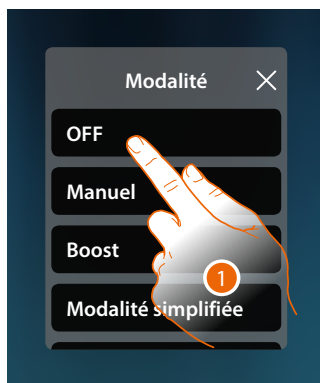 Modalité
OFF
Manuel
Boost
1
Modalité simplifiée